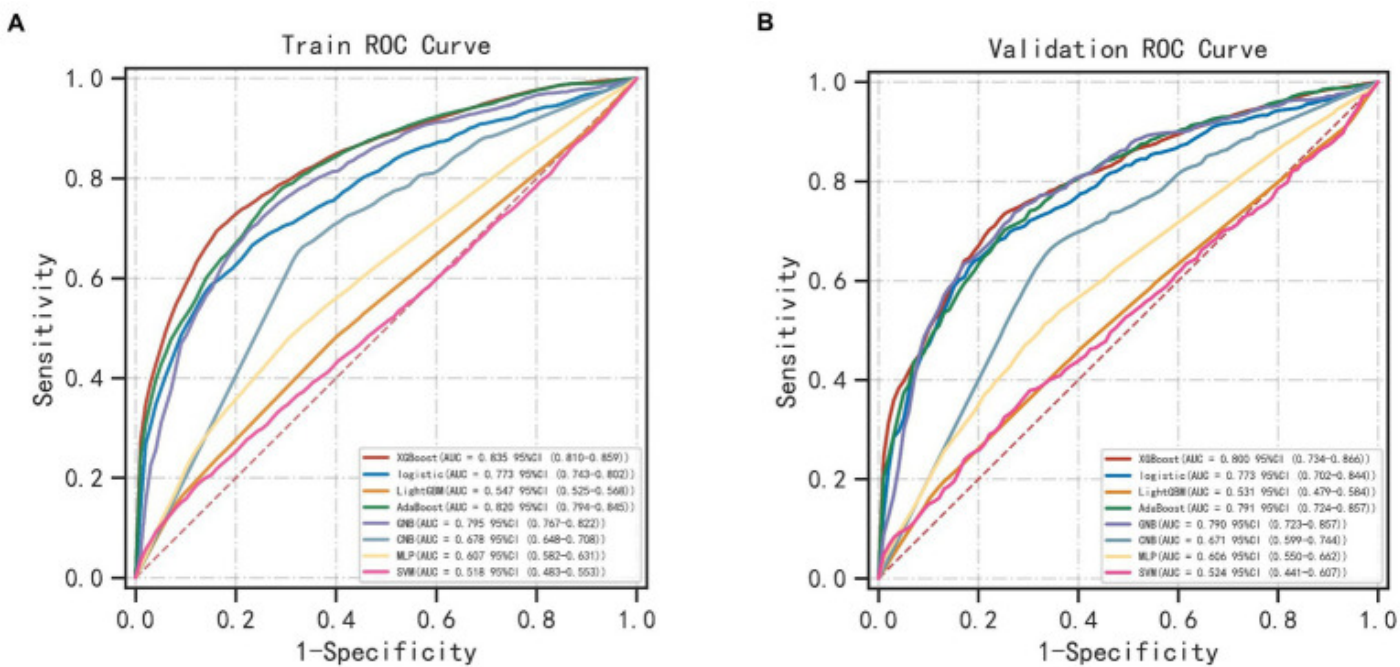 A
Train ROC Curve
1.0
0.8
0.6
0.4
0.2
0.0
Sensitivity
XGBoost(AUC = 0.835 95%CI (0.810-0.859))
logistic(AUC = 0.773 95%CI (0.743-0.802))
LightGBM(AUC = 0.547 95%CI (0.525-0.568))
AdaBoost(AUC = 0.820 95%CI (0.794-0.845))
GNB(AUC = 0.795 95%CI (0.767-0.822))
CNB(AUC = 0.678 95%CI (0.648-0.708))
MLP(AUC = 0.607 95%CI (0.582-0.631))
SVM(AUC = 0.518 95%CI (0.483-0.553))
0.0 0.2 0.4 0.6 0.8 1.0
1-Specificity
B
Validation ROC Curve
1.0
0.8
0.6
0.4
0.2
0.0
Sensitivity
XGBoost(AUC = 0.800 95%CI (0.734-0.866))
logistic(AUC = 0.773 95%CI (0.702-0.844))
LightGBM(AUC = 0.531 95%CI (0.479-0.584))
AdaBoost(AUC = 0.791 95%CI (0.724-0.857))
GNB(AUC = 0.790 95%CI (0.723-0.857))
CNB(AUC = 0.671 95%CI (0.599-0.744))
MLP(AUC = 0.606 95%CI (0.550-0.662))
SVM(AUC = 0.524 95%CI (0.441-0.607))
0.0 0.2 0.4 0.6 0.8 1.0
1-Specificity